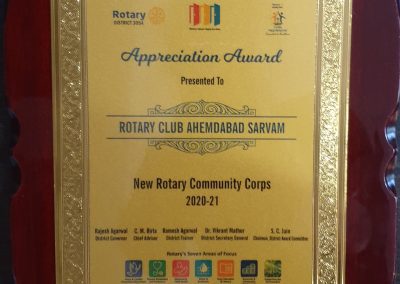 Rotary
DISTRICT 3054
Appreciation Award
Presented To
ROTARY CLUB AHEMDABAD SARVAM
New Rotary Community Corps
2020-21
Rajesh Agarwal C. M. Birla Ramesh Agarwal Dr. Vikrant Mathur S. C. Jain
District Governor Chief Advisor District Trainer District Secretary General Chairman, District Award Committee
Rotary's Seven Areas of Focus